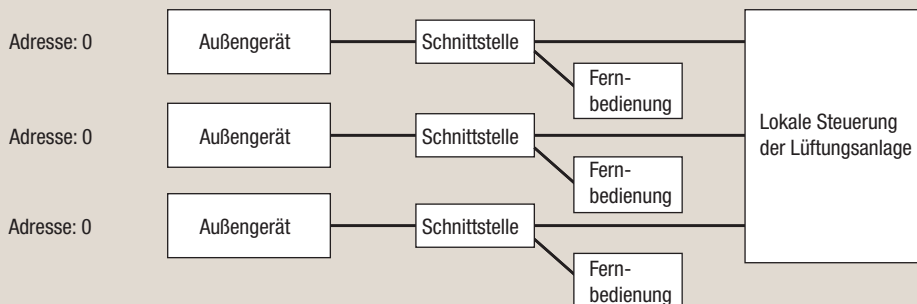 Adresse: 0
Außengerät
Schnittstelle
Fern-
bedienung
Adresse: 0
Außengerät
Schnittstelle
Fern-
bedienung
Adresse: 0
Außengerät
Schnittstelle
Fern-
bedienung
Lokale Steuerung
der Lüftungsanlage